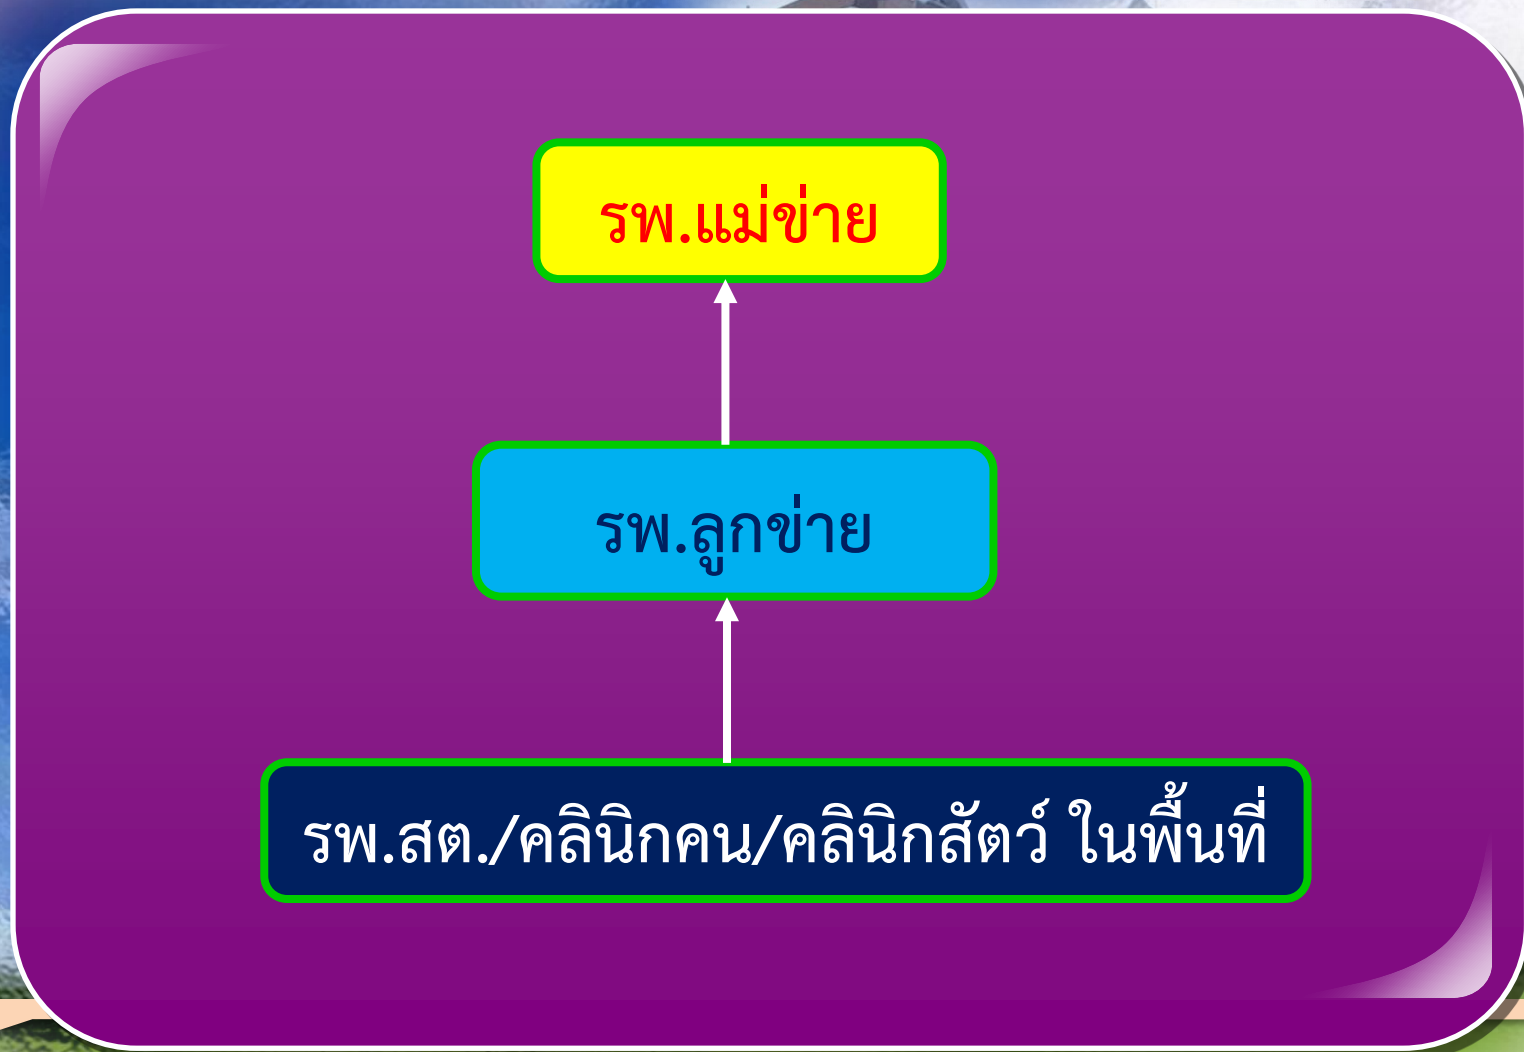 รพ.แม่ข่าย
รพ.ลูกข่าย
รพ.สต./คลินิกคน/คลินิกสัตว์ ในพื้นที่